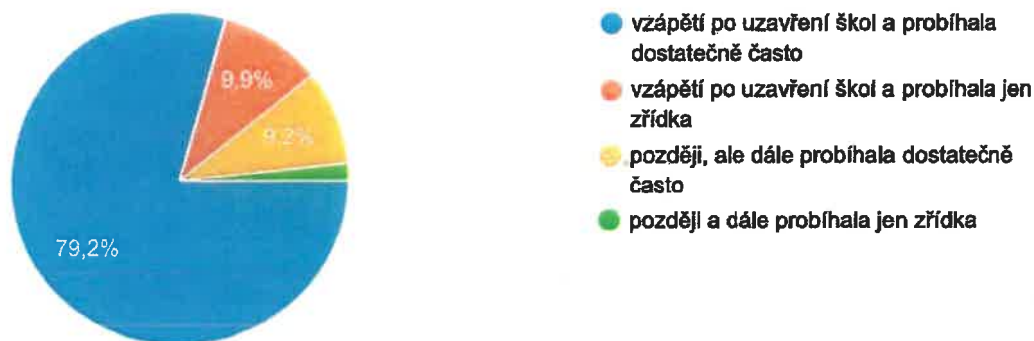 9,9%
9,2%
79,2%
vzápětí po uzavření škol a probíhala
dostatečně často
vzápětí po uzavření škol a probíhala jen
zřídka
později, ale dále probíhala dostatečně
často
později a dále probíhala jen zřídka